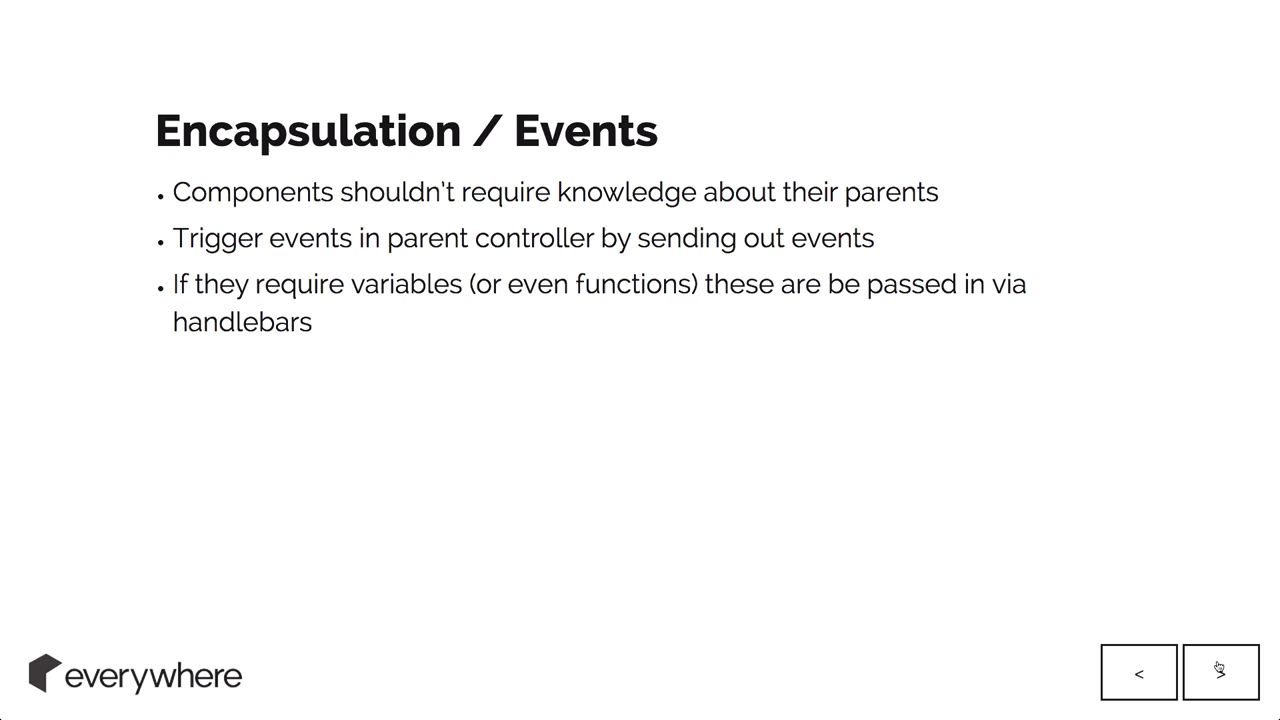 Encapsulation / Events
• Components shouldn't require knowledge about their parents
• Trigger events in parent controller by sending out events
• If they require variables (or even functions) these are be passed in via
handlebars
everywhere
<
>